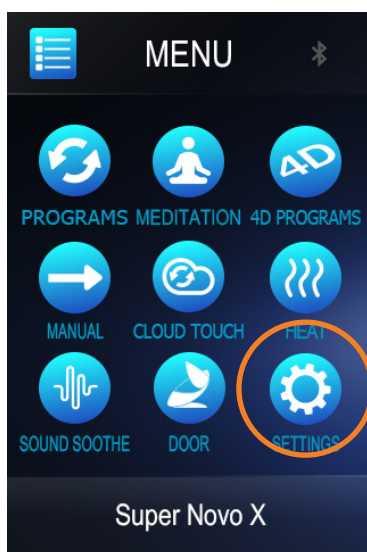 MENU
PROGRAMS MEDITATION 4D PROGRAMS
MANUAL CLOUD TOUCH HEAT
SOUND SOOTHE DOOR SETTINGS
Super Novo X